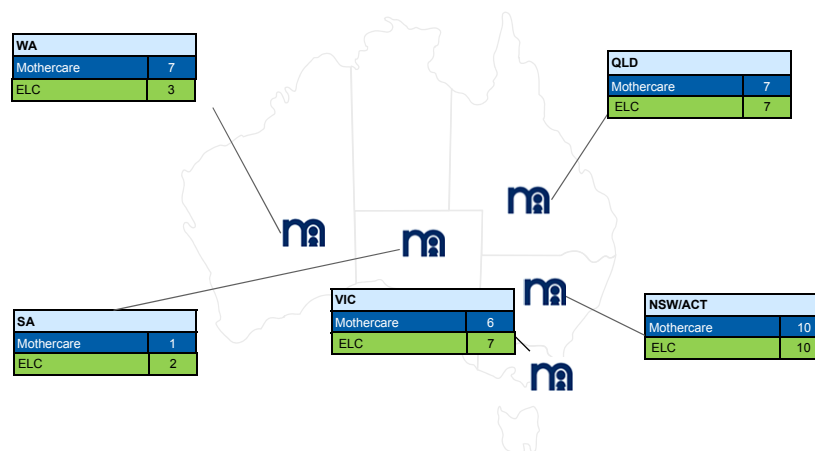 WA
Mothercare 7
ELC 3
QLD
Mothercare 7
ELC 7
SA
Mothercare 1
ELC 2
VIC
Mothercare 6
ELC 7
NSW/ACT
Mothercare 10
ELC 10